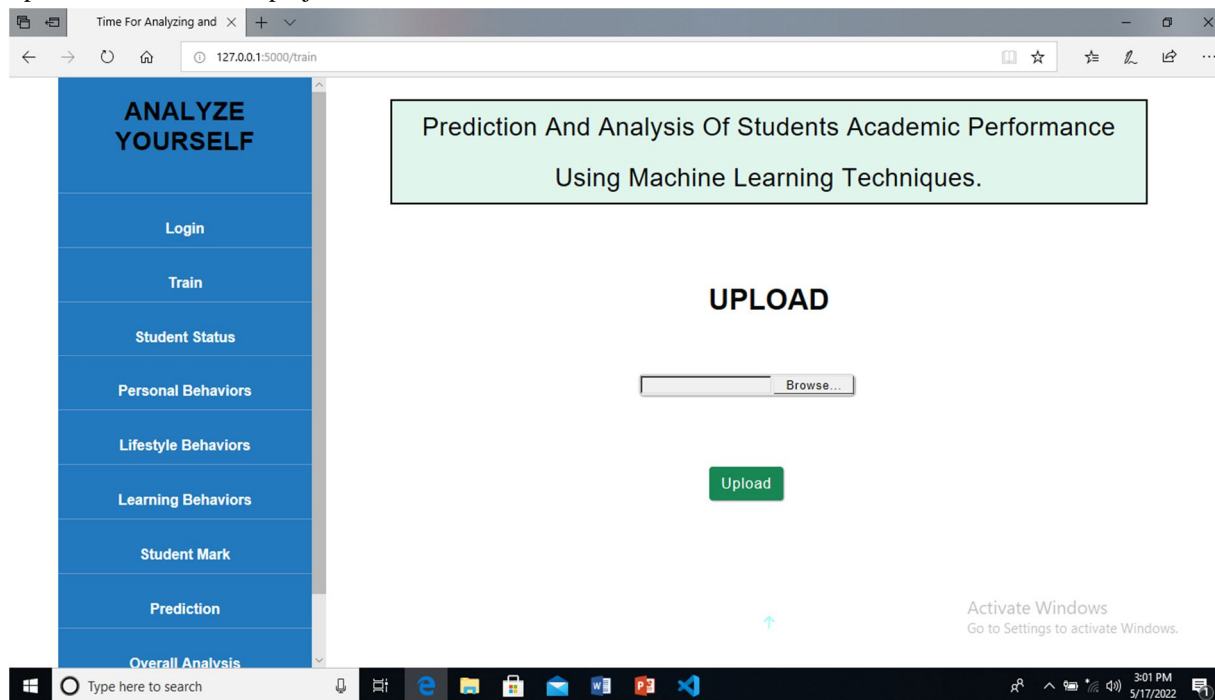 Time For Analyzing and
127.0.0.1:5000/train
ANALYZE
YOURSELF
Login
Train
Student Status
Personal Behaviors
Lifestyle Behaviors
Learning Behaviors
Student Mark
Prediction
Overall Analysis
Prediction And Analysis Of Students Academic Performance
Using Machine Learning Techniques.
UPLOAD
Browse...
Upload
Activate Windows
Go to Settings to activate Windows.
Type here to search
3:01 PM
5/17/2022